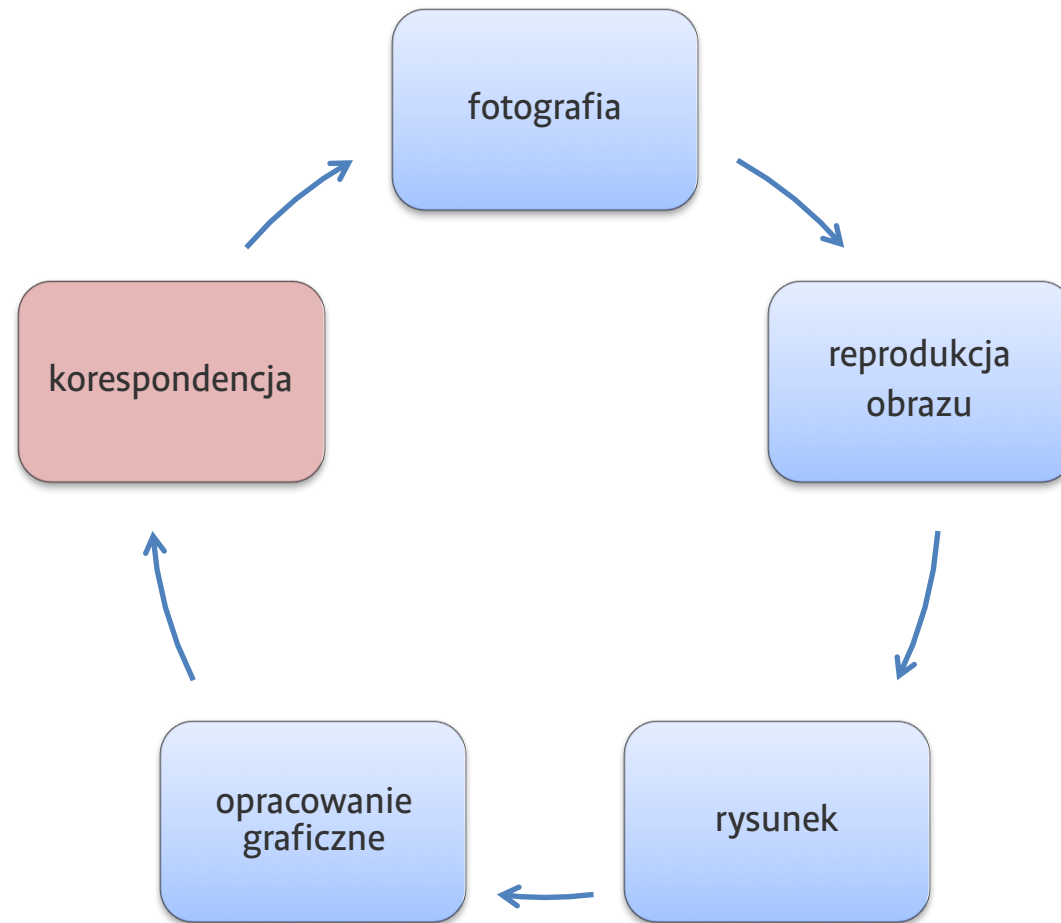 fotografia
reprodukcja
obrazu
rysunek
opracowanie
graficzne
korespondencja